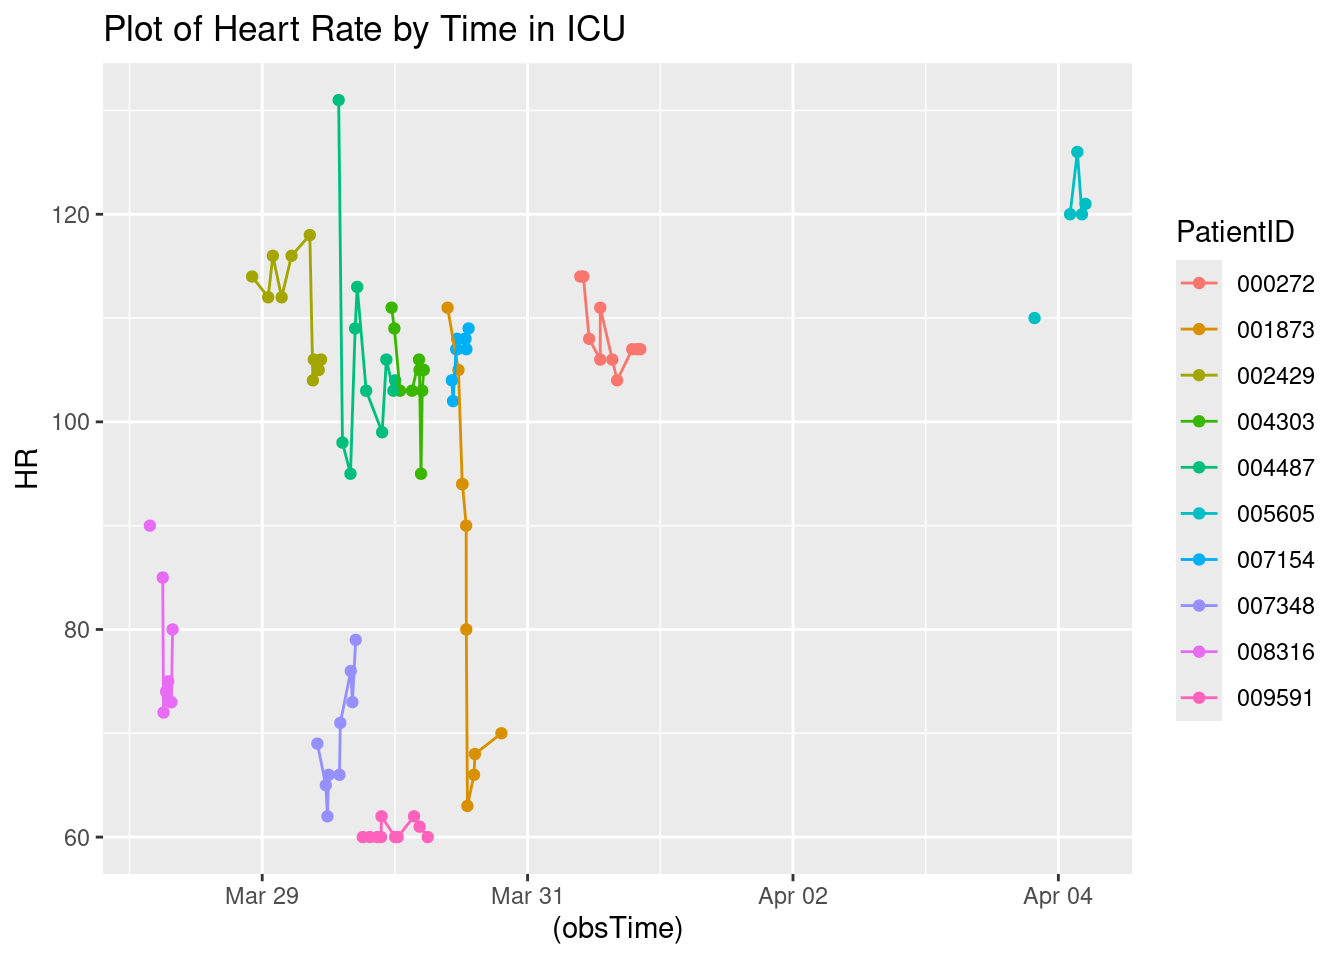 Plot of Heart Rate by Time in ICU
120
100
80
60
HR
Mar 29
Mar 31
Apr 02
Apr 04
(obsTime)
PatientID
000272
001873
002429
004303
004487
005605
007154
007348
008316
009591